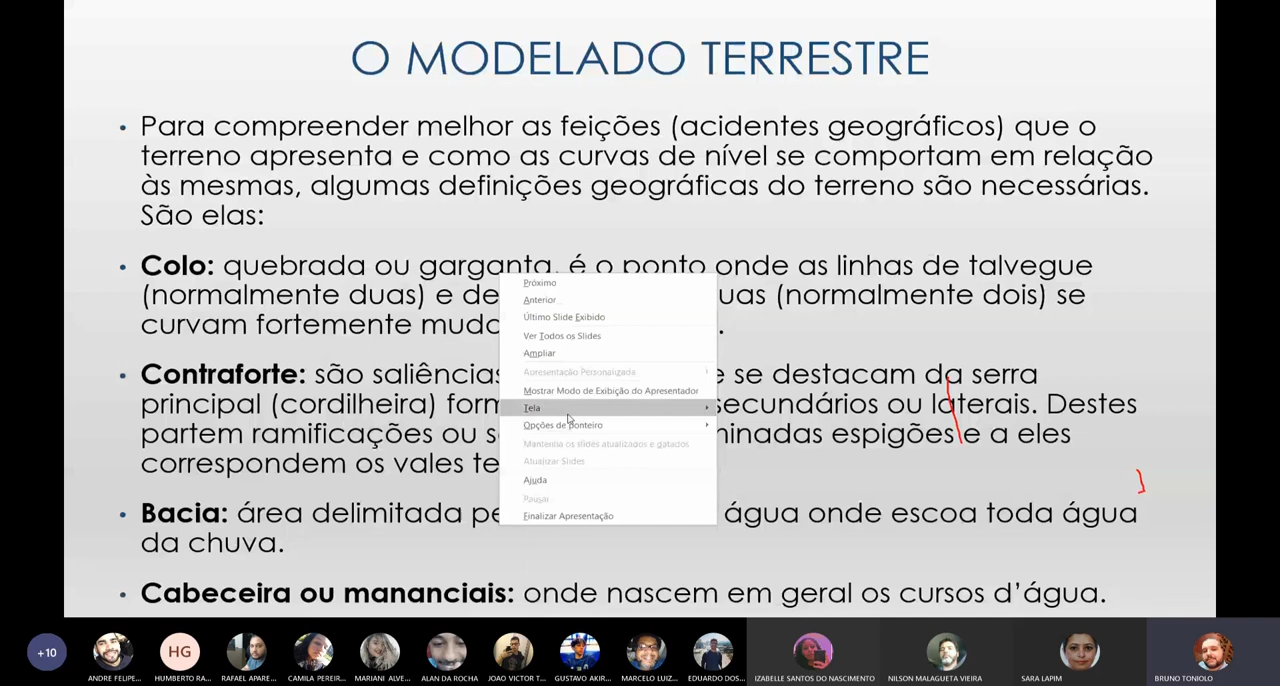 O MODELADO TERRESTRE
• Para compreender melhor as feições (acidentes geográficos) que o
terreno apresenta e como as curvas de nível se comportam em relação
às mesmas, algumas definições geográficas do terreno são necessárias.
São elas:
• Colo: quebrada ou garganta, é o ponto onde as linhas de talvegue
(normalmente duas) e de uas (normalmente dois) se
curvam fortemente muda .
• Contraforte: são saliências e se destacam da serra
principal (cordilheira) form secundários ou laterais. Destes
partem ramificações ou s minadas espigões e a eles
correspondem os vales te
• Bacia: área delimitada pe água onde escoa toda água
da chuva.
• Cabeceira ou mananciais: onde nascem em geral os cursos d'água.
Próximo
Anterior
Último Slide Exibido
Ver Todos os Slides
Ampliar
Apresentação Personalizada
Mostrar Modo de Exibição do Apresentador
Tela
Opções de ponteiro
Mantenha os slides atualizados e gatados
Atualizar Slides
Ajuda
Pausar
Finalizar Apresentação
+10
HG
ANDRE FELIPE...
HUMBERTO RA...
RAFAEL APARE...
CAMILA PEREIR...
MARIANI ALVE...
ALAN DA ROCHA
JOAO VICTOR T...
GUSTAVO AKIR...
MARCELO LUIZ...
EDUARDO DOS...
IZABELLE SANTOS DO NASCIMENTO
NILSON MALAGUETA VIEIRA
SARA LAPIM
BRUNO TONIOLO